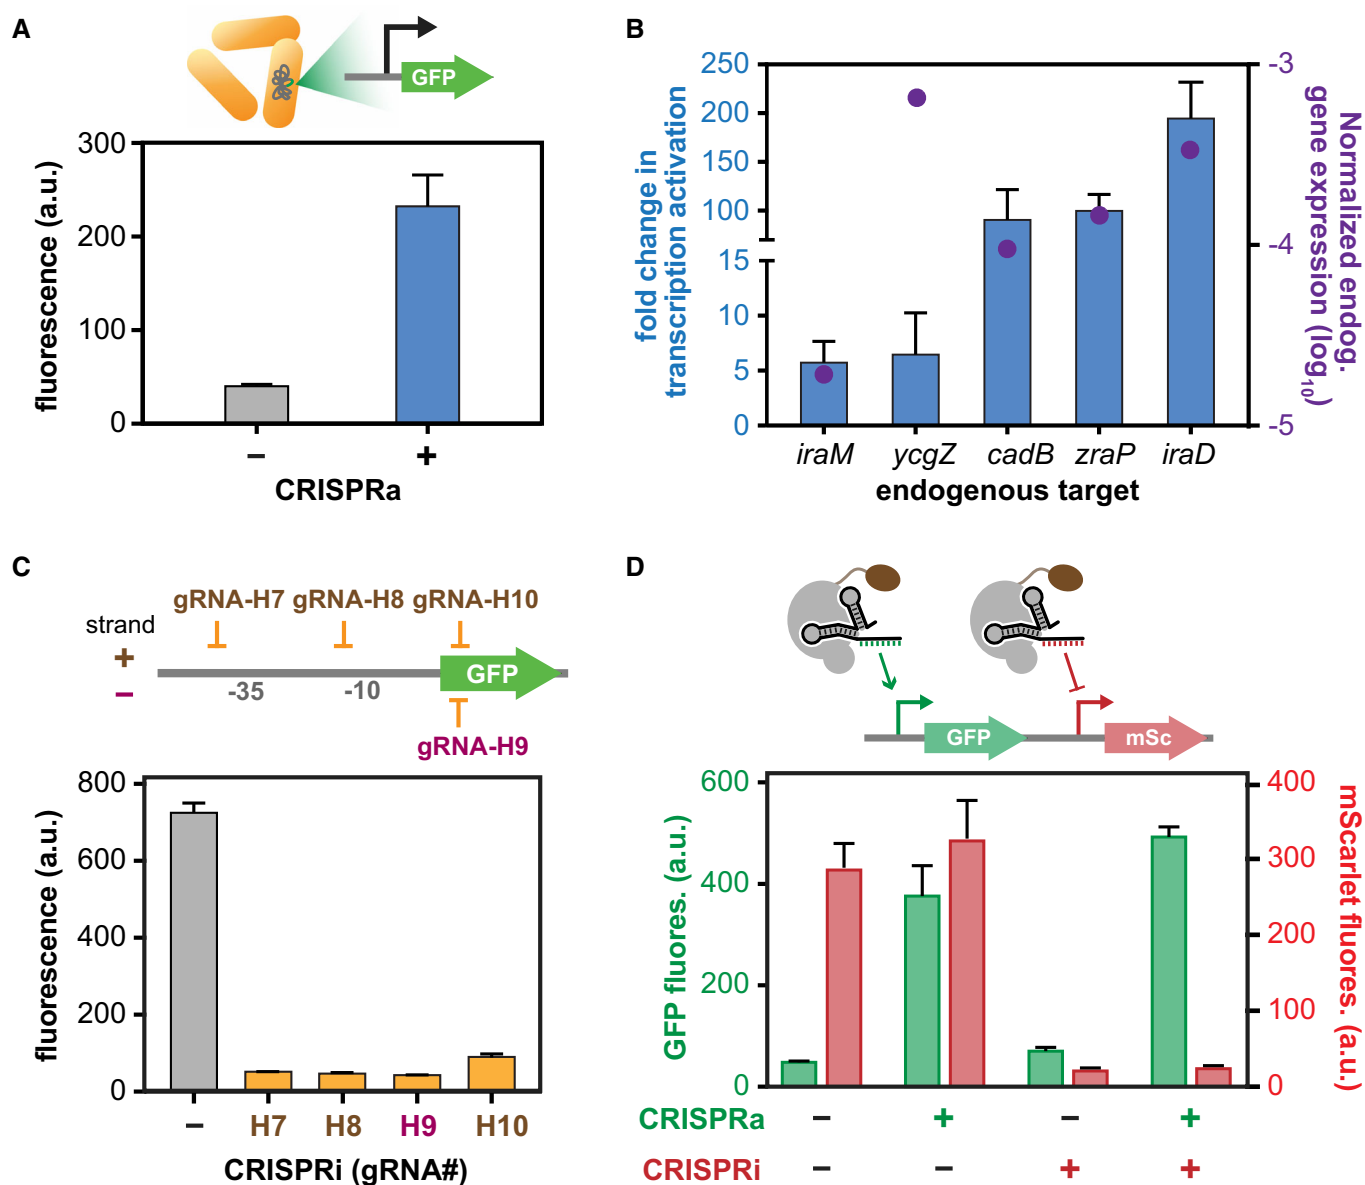 A
GFP
fluorescence (a.u.)
300
200
100
0
–
+
CRISPRa
B
fold change in
transcription activation
250
200
150
100
15
10
5
0
-3
-4
-5
Normalized endog.
gene expression (log10)
iraM
ycgZ
cadB
zraP
iraD
endogenous target
C
gRNA-H7 gRNA-H8 gRNA-H10
strand
+
–
-35
-10
GFP
gRNA-H9
fluorescence (a.u.)
800
600
400
200
0
– H7 H8 H9 H10
CRISPRi (gRNA#)
D
GFP
mSc
GFP fluores. (a.u.)
600
400
200
0
400
300
200
100
0
mScarlet fluores. (a.u.)
CRISPRa – + – +
CRISPRi – – + +